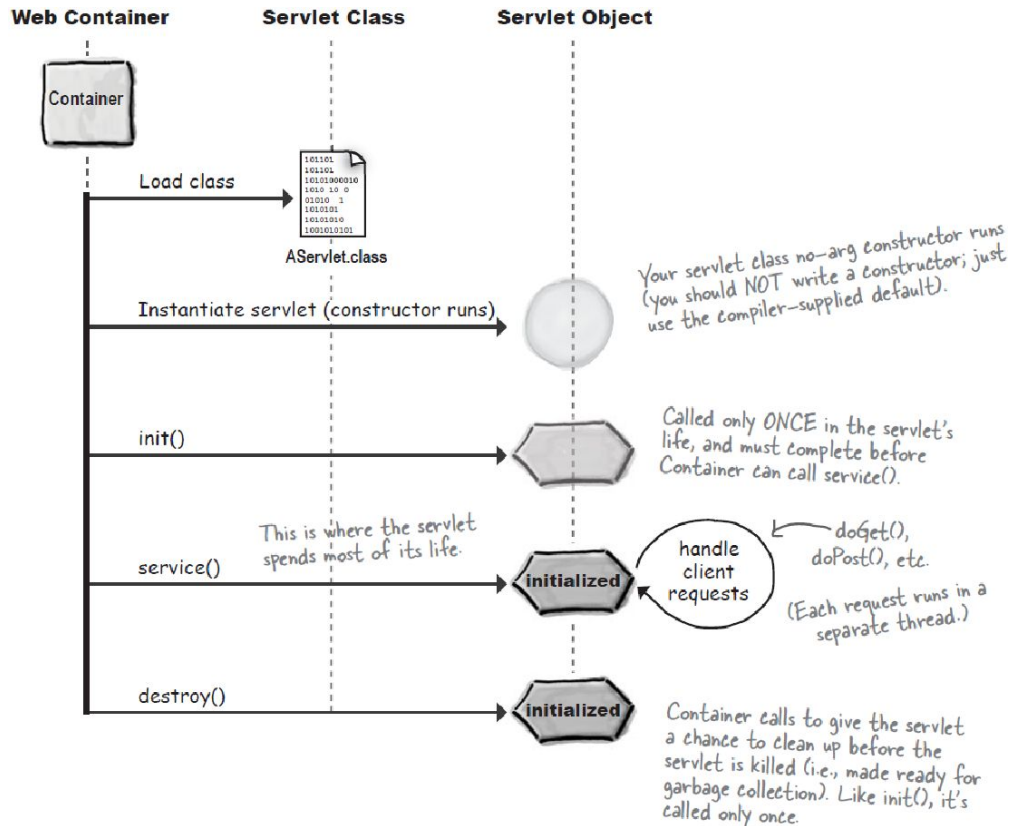 Web Container Servlet Class Servlet Object
Container
Load class
101101
101101
10101000010
1010 10 0
01010 1
1010101
10101010
1001010101
AServlet.class
Instantiate servlet (constructor runs)
Your servlet class no-arg constructor runs
(you should NOT write a constructor; just
use the compiler-supplied default).
init()
Called only ONCE in the servlet's
life, and must complete before
Container can call service().
This is where the servlet
spends most of its life.
service()
initialized
handle
client
requests
doGet(),
doPost(), etc.
(Each request runs in a
separate thread.)
destroy()
initialized
Container calls to give the servlet
a chance to clean up before the
servlet is killed (i.e., made ready for
garbage collection). Like init(), it's
called only once.